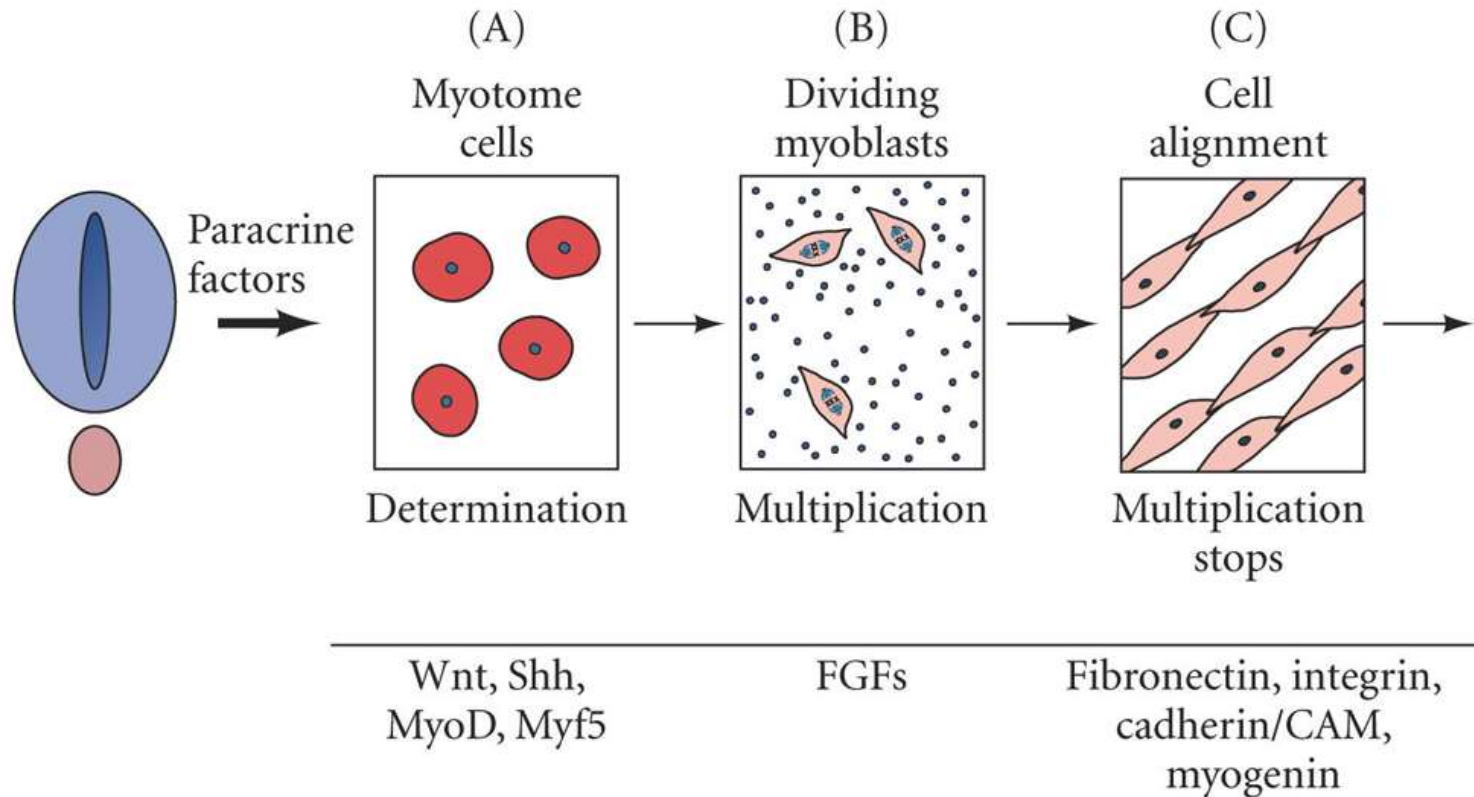 (A)
Myotome
cells
(B)
Dividing
myoblasts
(C)
Cell
alignment
Paracrine
factors
Determination
Multiplication
Multiplication
stops
Wnt, Shh,
MyoD, Myf5
FGFs
Fibronectin, integrin,
cadherin/CAM,
myogenin